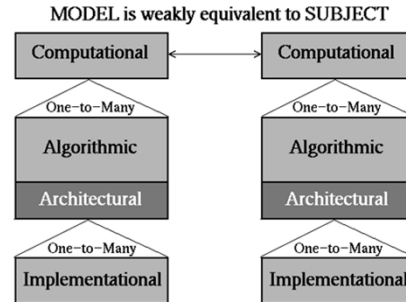 MODEL is weakly equivalent to SUBJECT
Computational
Computational
One-to-Many
One-to-Many
Algorithmic
Algorithmic
Architectural
Architectural
One-to-Many
One-to-Many
Implementational
Implementational